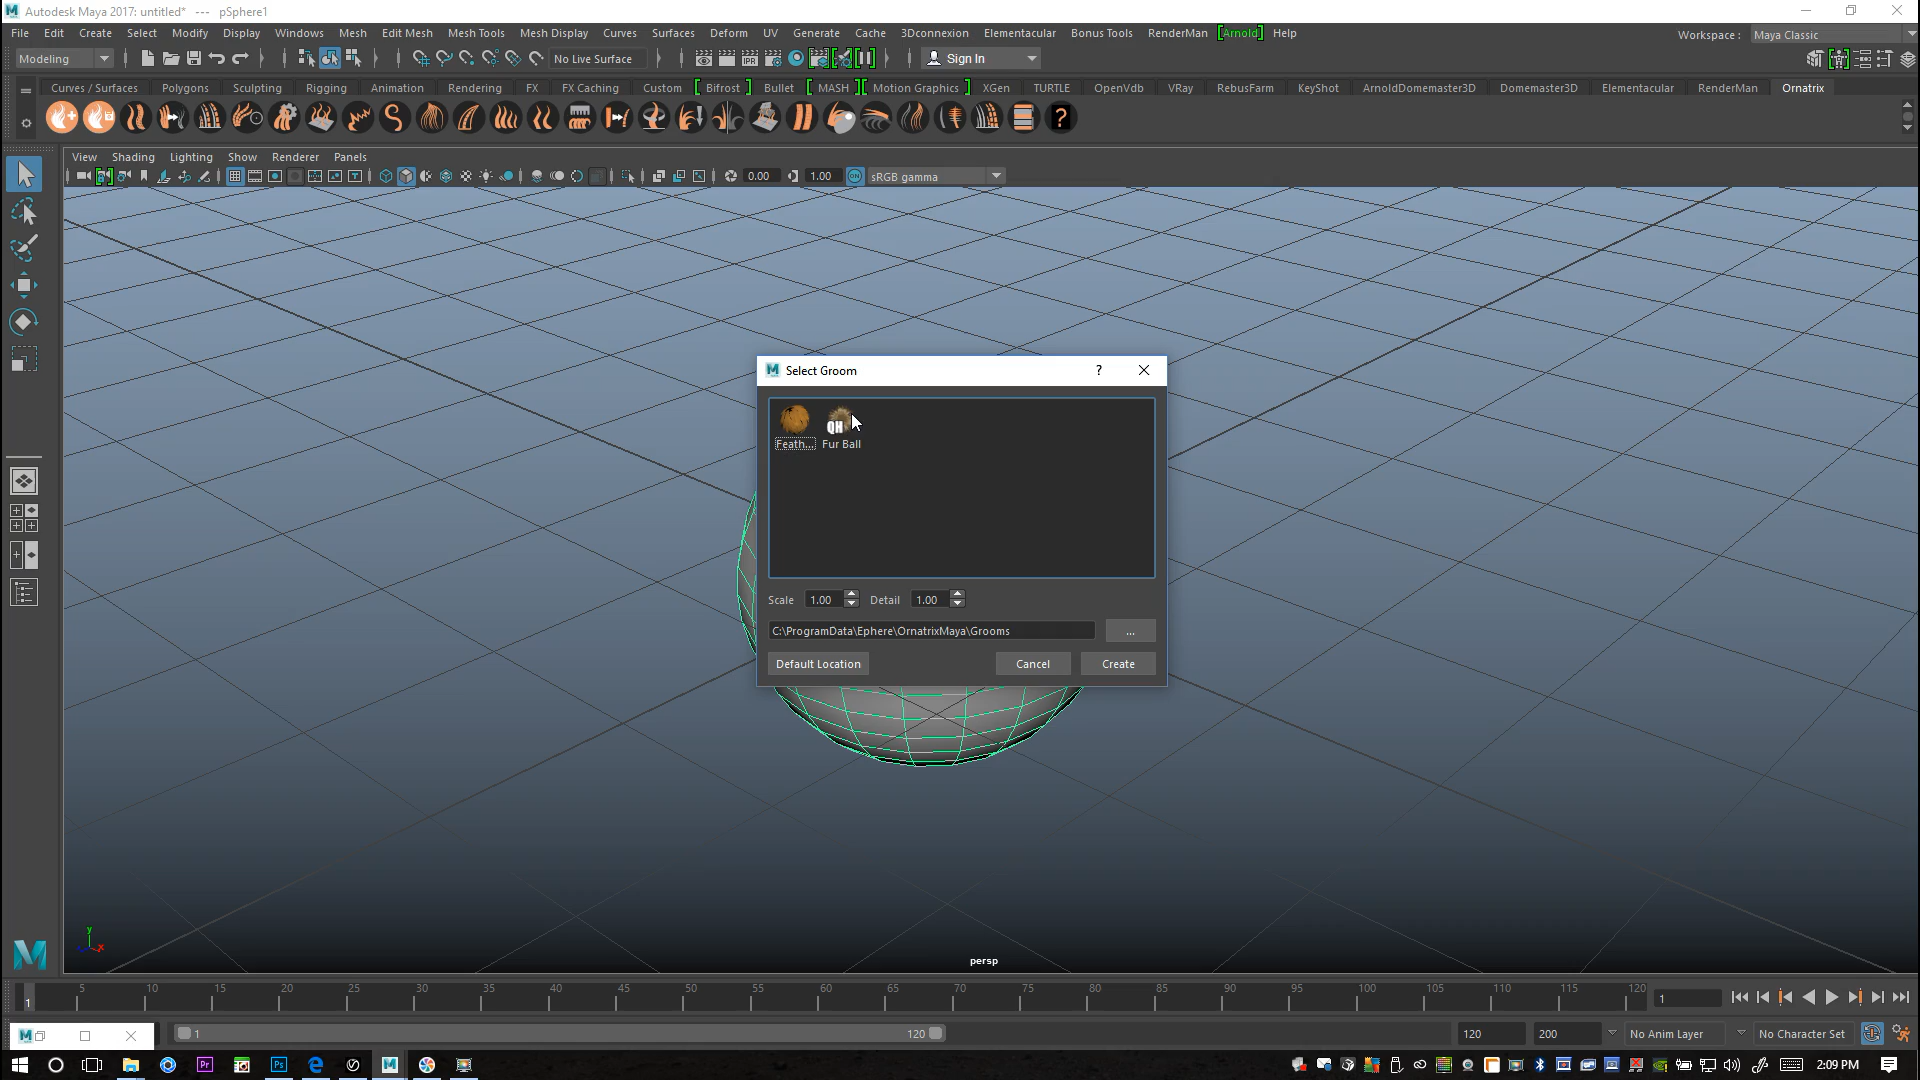 Autodesk Maya 2017: untitled* --- pSphere1
File Edit Create Select Modify Display Windows Mesh Edit Mesh Mesh Tools Mesh Display Curves Surfaces Deform UV Generate Cache 3Dconnexion Elementacular Bonus Tools RenderMan [Arnold] Help Workspace : Maya Classic
Modeling No Live Surface IPR Sign In
Curves / Surfaces Polygons Sculpting Rigging Animation Rendering FX FX Caching Custom [ Bifrost ] Bullet [ MASH ][ Motion Graphics ] XGen TURTLE OpenVdb VRay RebusFarm KeyShot ArnoldDomemaster3D Domemaster3D Elementacular RenderMan Ornatrix
?
View Shading Lighting Show Renderer Panels
0.00 1.00 ON sRGB gamma
M Select Groom ?
QH
Feath... Fur Ball
Scale 1.00 Detail 1.00
C:\ProgramData\Ephere\OrnatrixMaya\Grooms ...
Default Location Cancel Create
y
x
M
persp
5 10 15 20 25 30 35 40 45 50 55 60 65 70 75 80 85 90 95 100 105 110 115 120
1 1
M 1 120 120 200 No Anim Layer No Character Set
Pr Ps M 2:09 PM